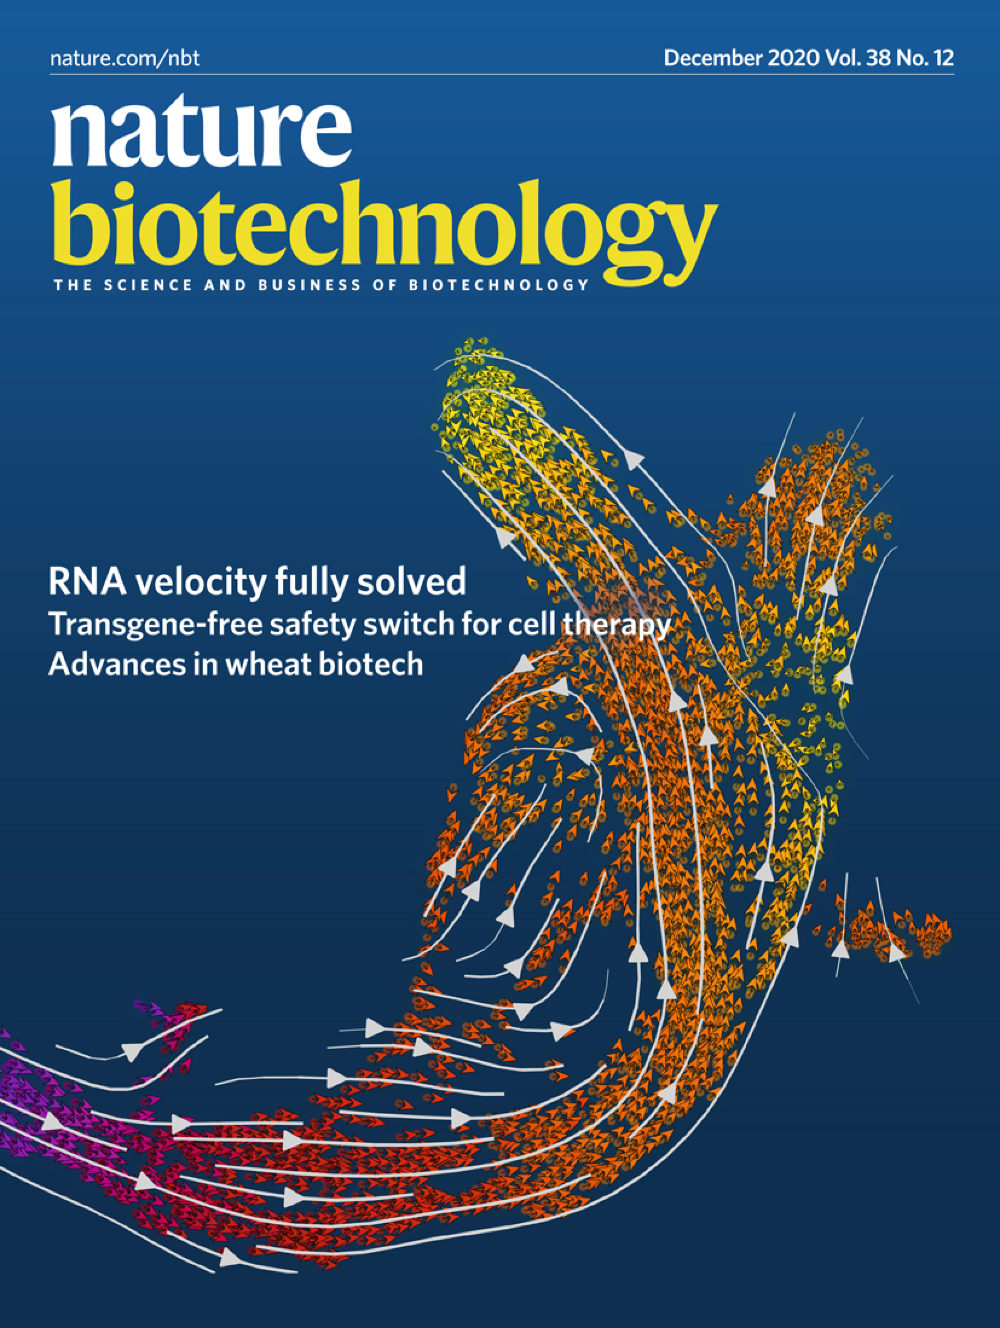 nature.com/nbt
December 2020 Vol. 38 No. 12
nature
biotechnology
THE SCIENCE AND BUSINESS OF BIOTECHNOLOGY
RNA velocity fully solved
Transgene-free safety switch for cell therapy
Advances in wheat biotech